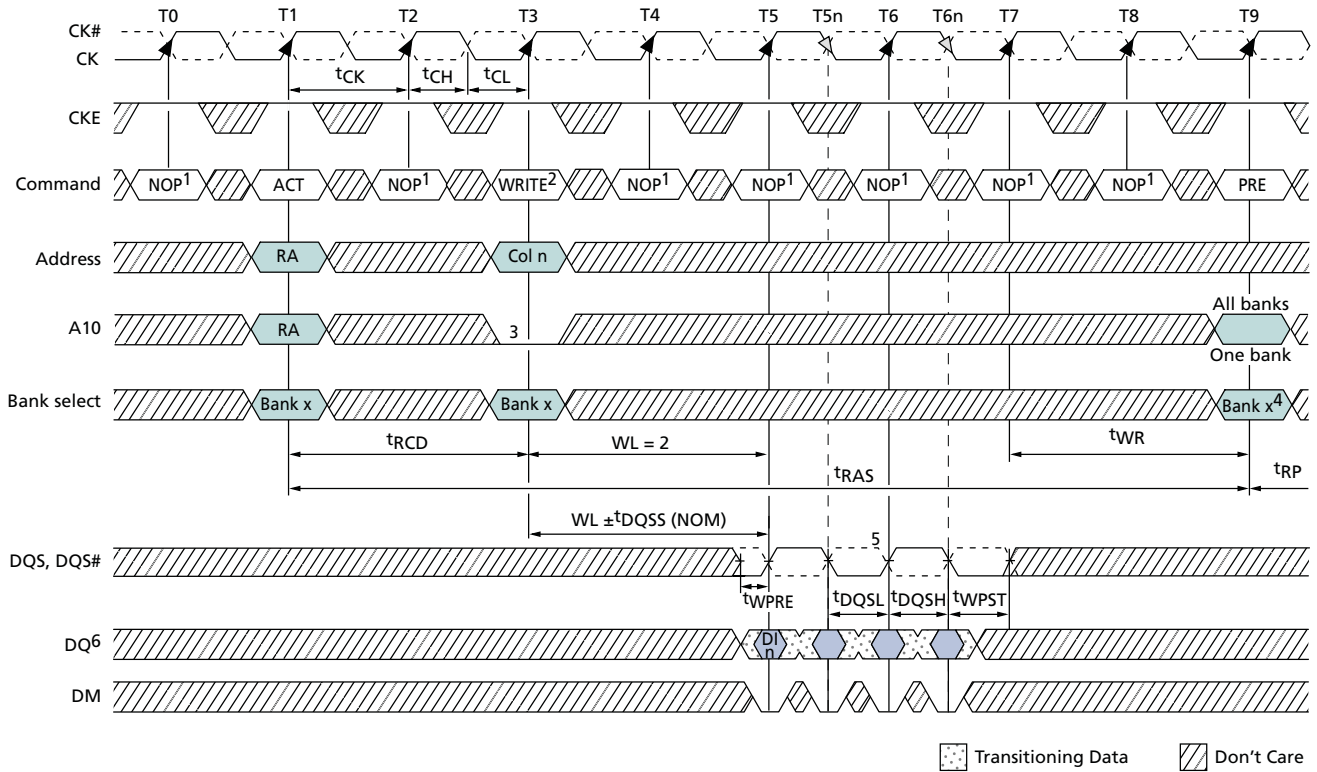 T0 T1 T2 T3 T4 T5 T5n T6 T6n T7 T8 T9
CK#
CK
tCK tCH tCL
CKE
Command NOP1 ACT NOP1 WRITE2 NOP1 NOP1 NOP1 NOP1 NOP1 PRE
Address RA Col n
All banks
A10 RA 3
One bank
Bank select Bank x Bank x Bank x4
tRCD WL = 2 tWR
tRAS tRP
WL ±tDQSS (NOM)
5
DQS, DQS#
tWPRE tDQSL tDQSH tWPST
DQ6 DI
n
DM
Transitioning Data Don't Care